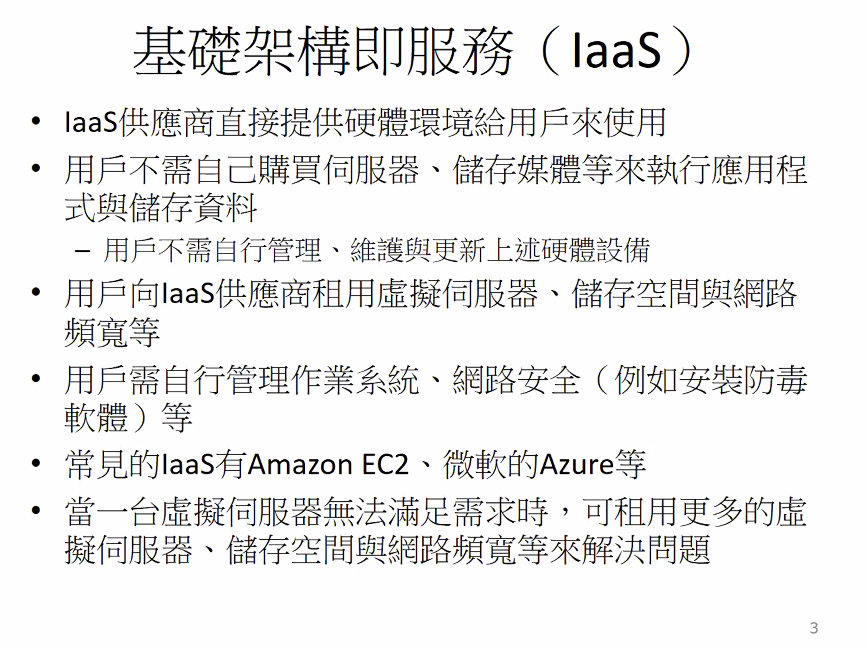 基礎架構即服務（IaaS）
• IaaS供應商直接提供硬體環境給用戶來使用
• 用戶不需自己購買伺服器、儲存媒體等來執行應用程
式與儲存資料
– 用戶不需自行管理、維護與更新上述硬體設備
• 用戶向IaaS供應商租用虛擬伺服器、儲存空間與網路
頻寬等
• 用戶需自行管理作業系統、網路安全（例如安裝防毒
軟體）等
• 常見的IaaS有Amazon EC2、微軟的Azure等
• 當一台虛擬伺服器無法滿足需求時，可租用更多的虛
擬伺服器、儲存空間與網路頻寬等來解決問題
3